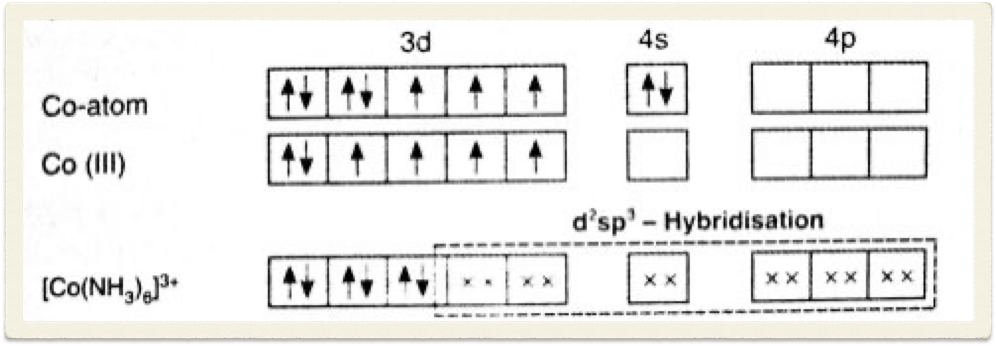 3d 4s 4p
Co-atom
Co (III)
d²sp³ – Hybridisation
[Co(NH₃)₆]³⁺